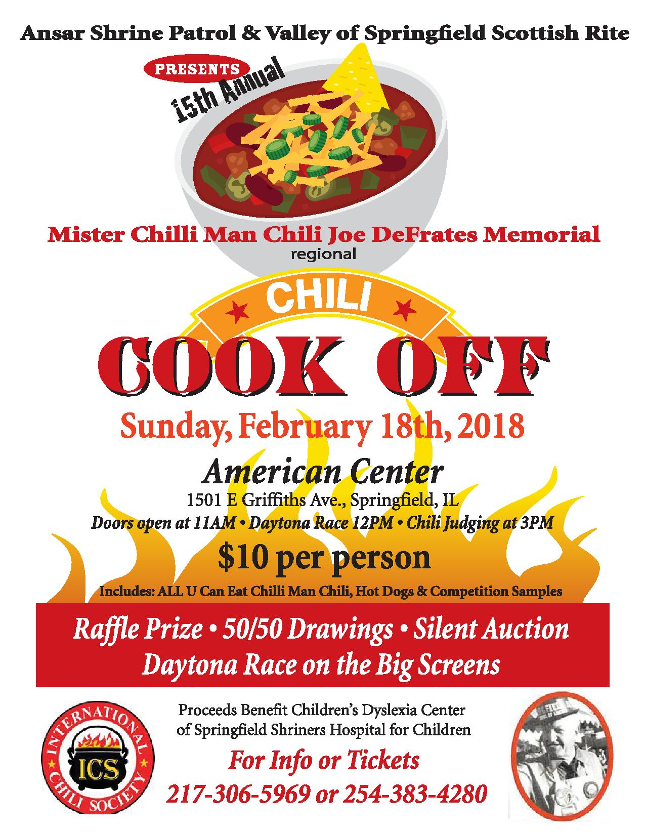 Ansar Shrine Patrol & Valley of Springfield Scottish Rite
PRESENTS
15th Annual
Mister Chilli Man Chili Joe DeFrates Memorial
regional
CHILI
COOK OFF
Sunday, February 18th, 2018
American Center
1501 E Griffiths Ave., Springfield, IL
Doors open at 11AM • Daytona Race 12PM • Chili Judging at 3PM
$10 per person
Includes: ALL U Can Eat Chilli Man Chili, Hot Dogs & Competition Samples
Raffle Prize • 50/50 Drawings • Silent Auction
Daytona Race on the Big Screens
Proceeds Benefit Children's Dyslexia Center
of Springfield Shriners Hospital for Children
For Info or Tickets
217-306-5969 or 254-383-4280
INTERNATIONAL
ICS
CHILI SOCIETY